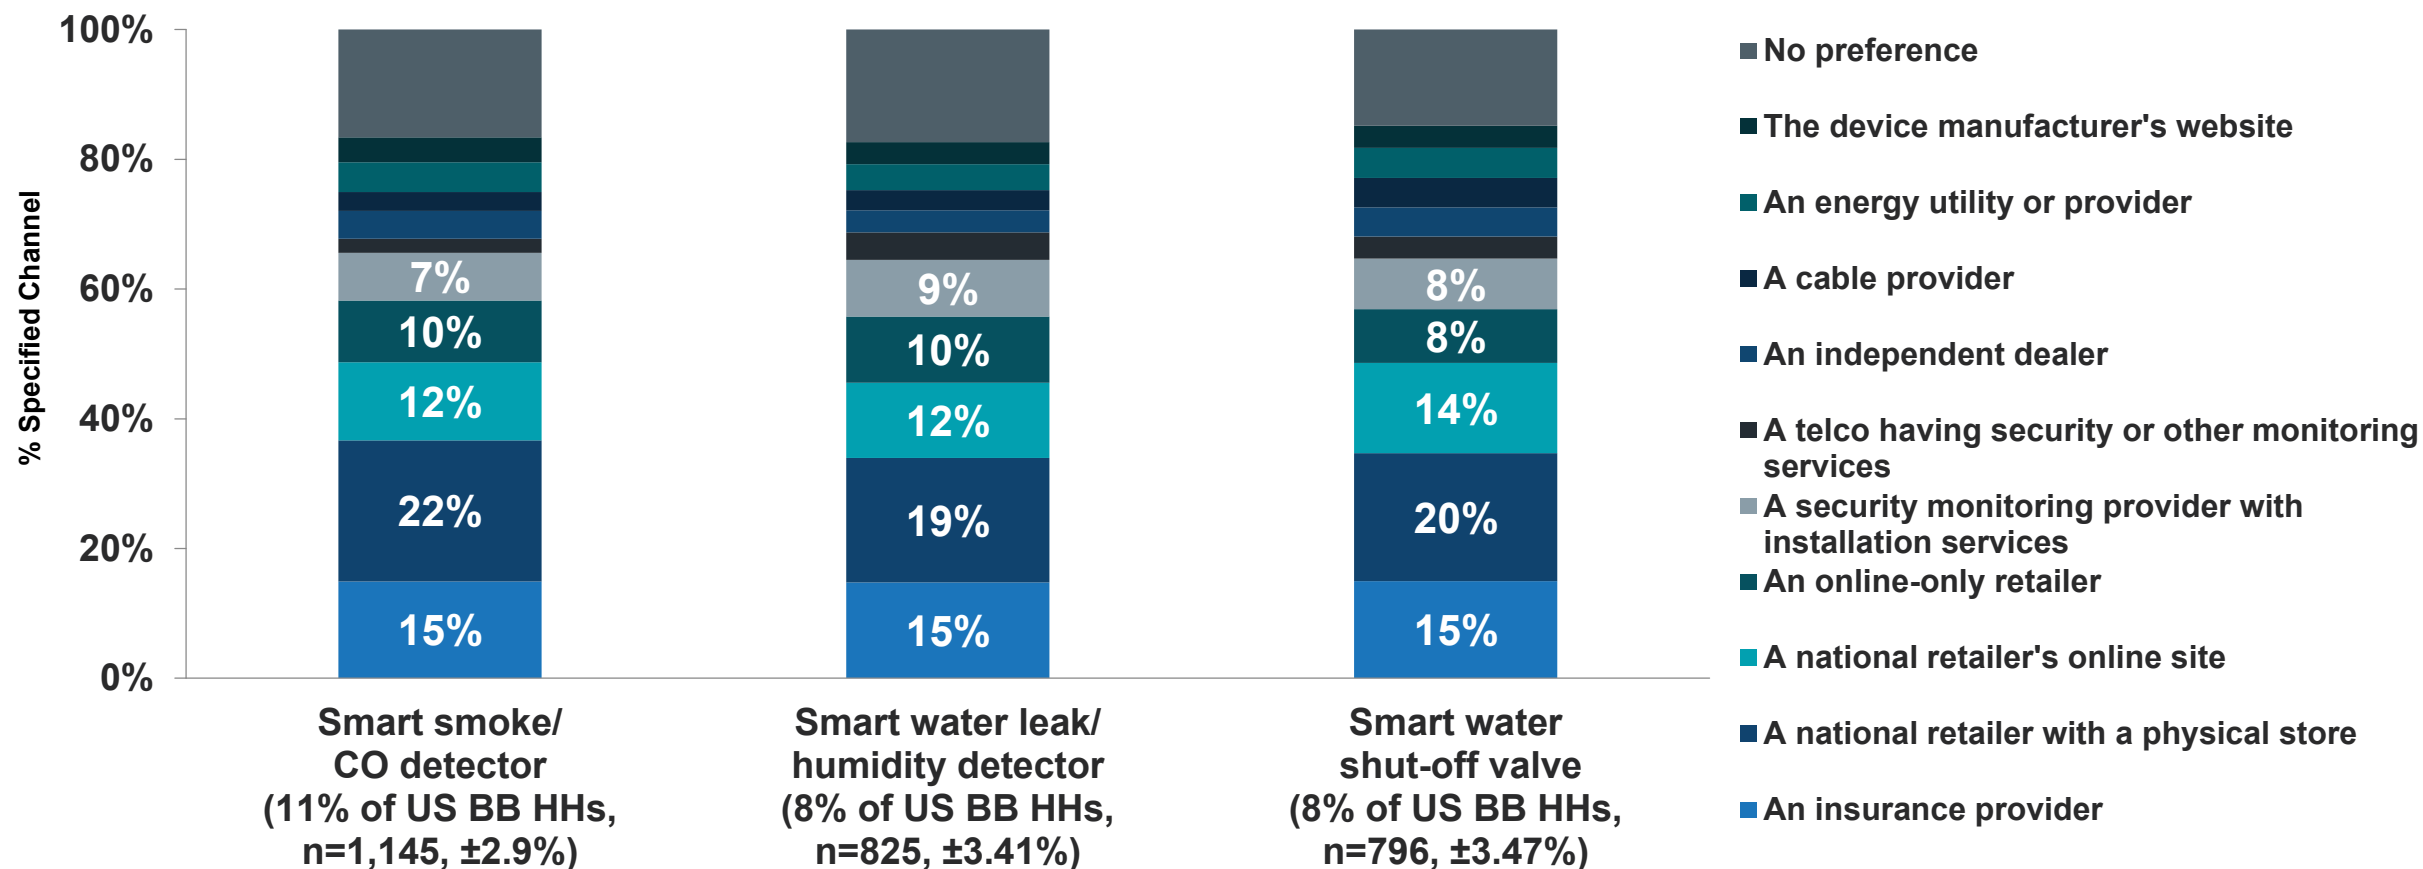 % Specified Channel
100%
80%
60%
40%
20%
0%
7%
10%
12%
22%
15%
9%
10%
12%
19%
15%
8%
8%
14%
20%
15%
Smart smoke/
CO detector
(11% of US BB HHs,
n=1,145, ±2.9%)
Smart water leak/
humidity detector
(8% of US BB HHs,
n=825, ±3.41%)
Smart water
shut-off valve
(8% of US BB HHs,
n=796, ±3.47%)
No preference
The device manufacturer's website
An energy utility or provider
A cable provider
An independent dealer
A telco having security or other monitoring
services
A security monitoring provider with
installation services
An online-only retailer
A national retailer's online site
A national retailer with a physical store
An insurance provider